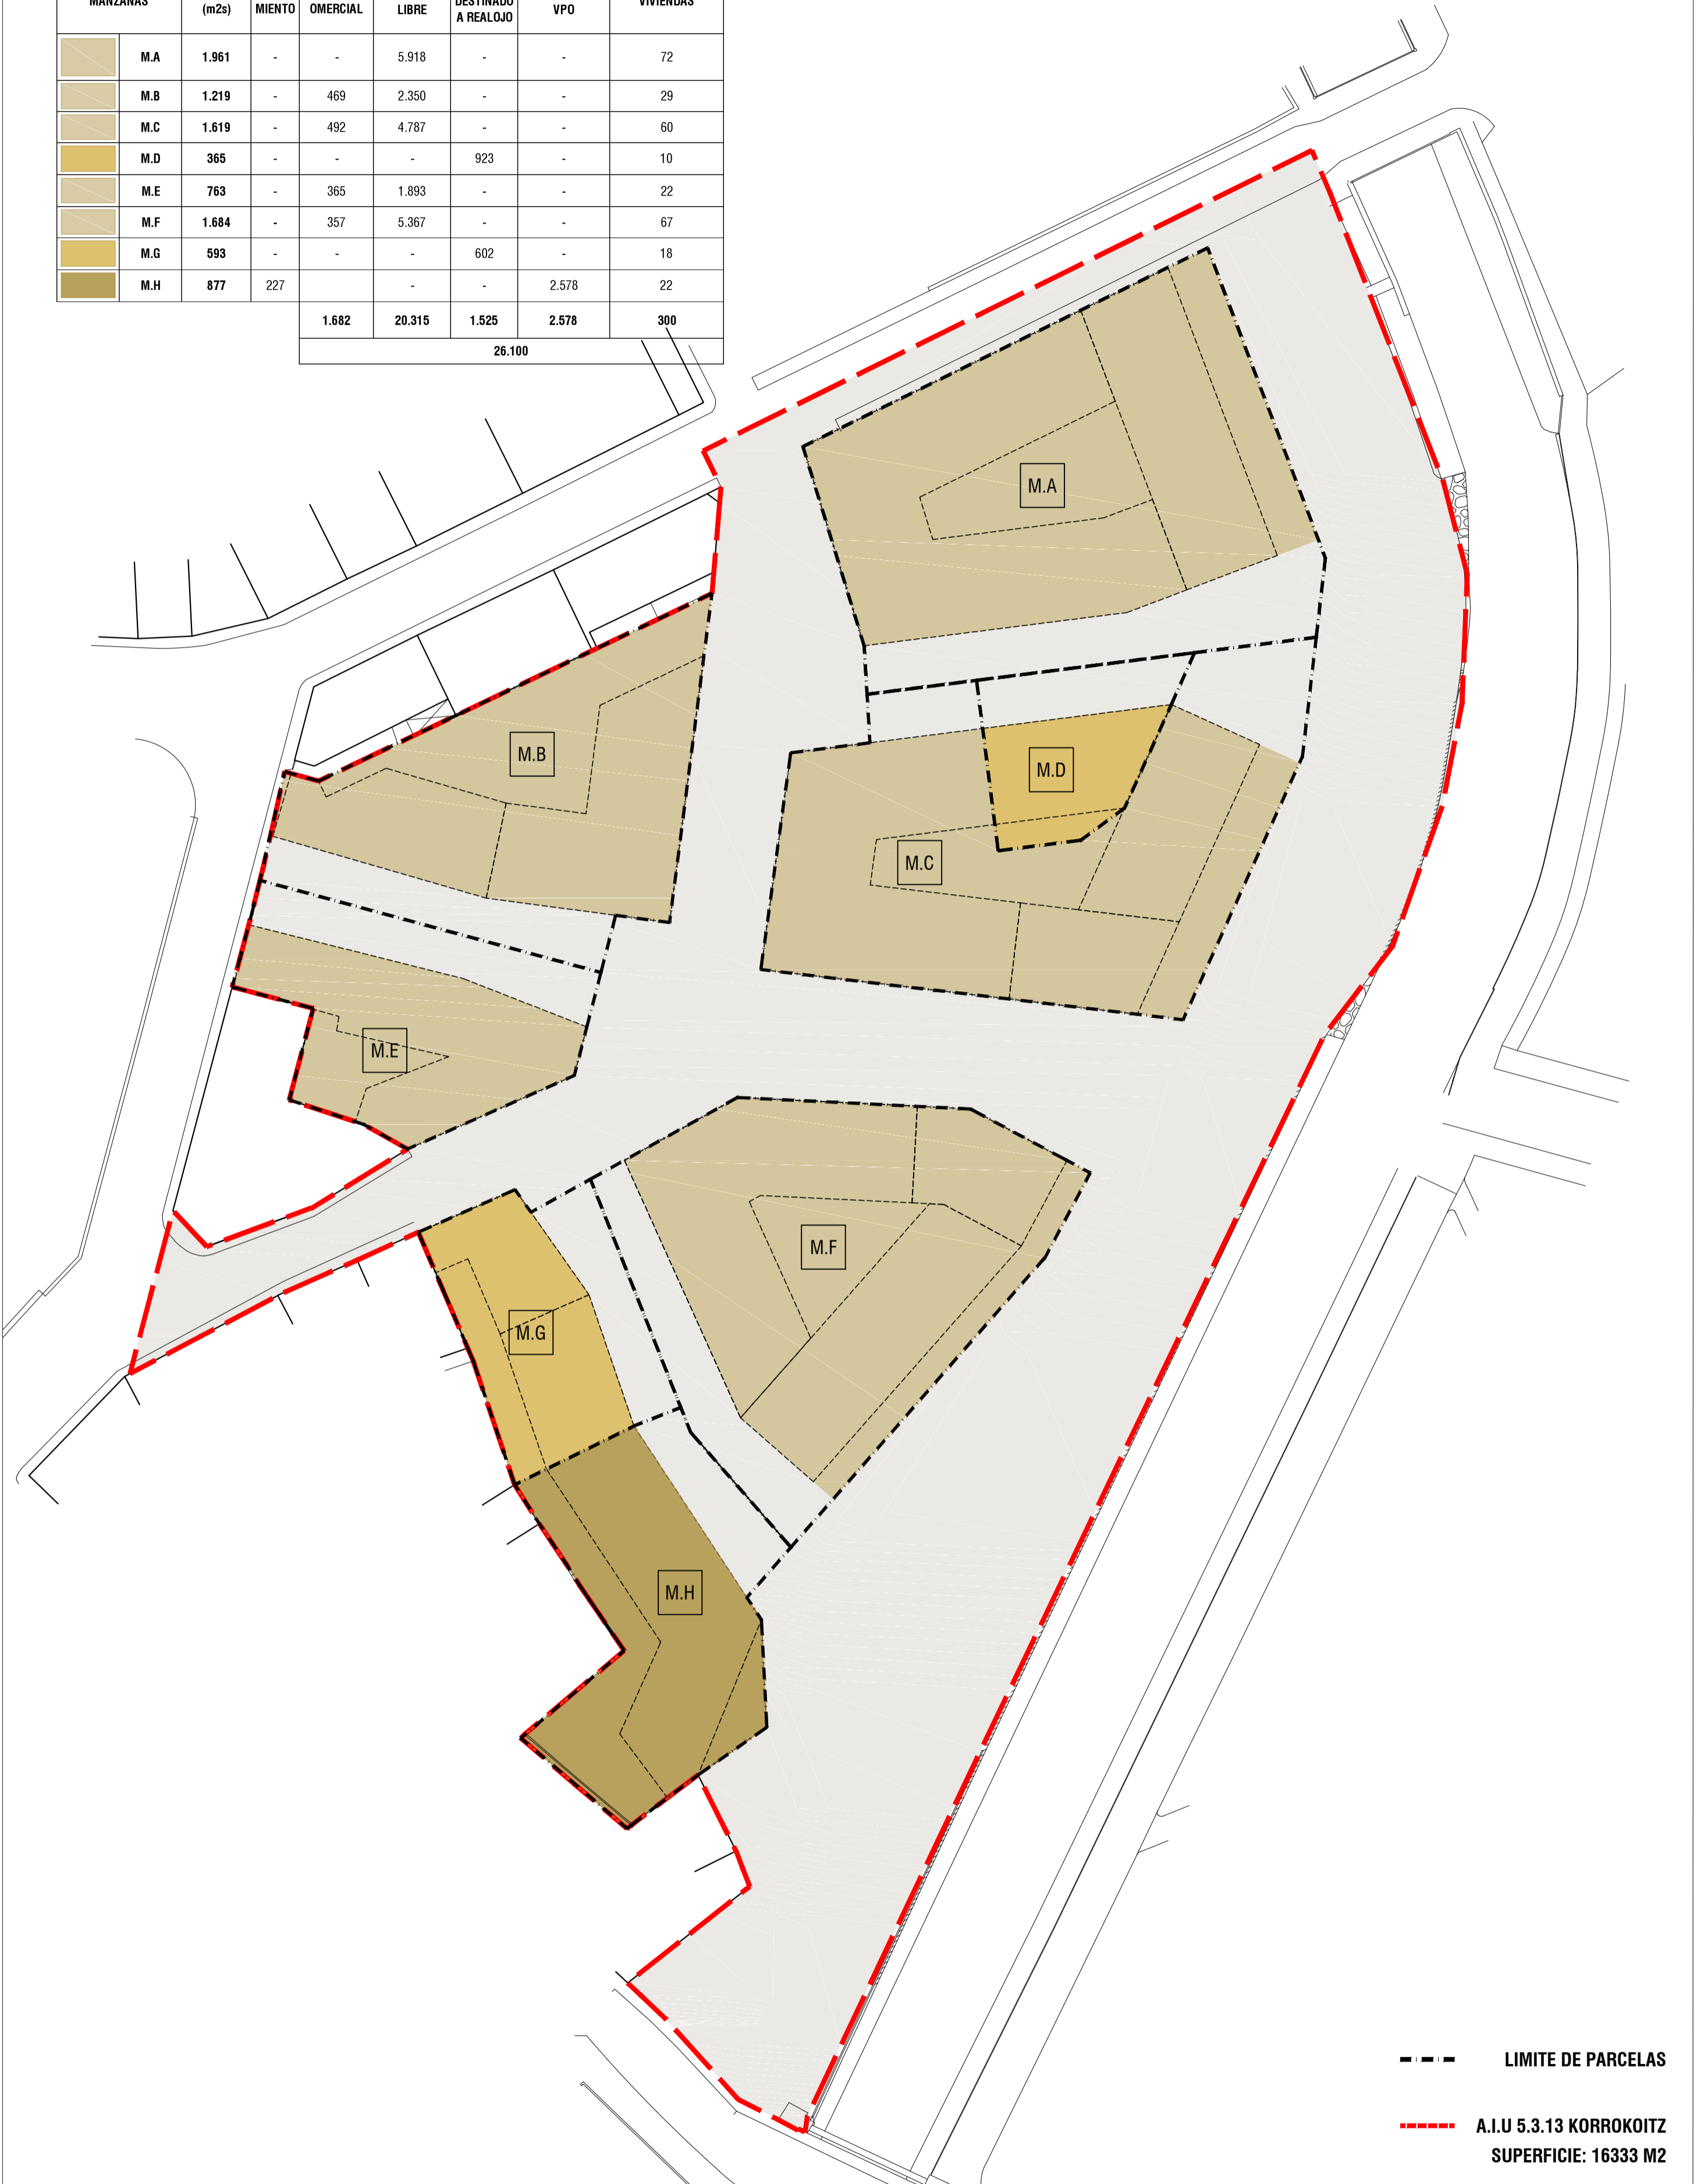 MANZANAS (m2s) MIENTO OMERCIAL LIBRE DESTINADO A REALOJO VPO VIVIENDAS
M.A 1.961 - - 5.918 - - 72
M.B 1.219 - 469 2.350 - - 29
M.C 1.619 - 492 4.787 - - 60
M.D 365 - - - 923 - 10
M.E 763 - 365 1.893 - - 22
M.F 1.684 - 357 5.367 - - 67
M.G 593 - - - 602 - 18
M.H 877 227 - - 2.578 22
1.682 20.315 1.525 2.578 300
26.100
M.A
M.B
M.D
M.C
M.E
M.F
M.G
M.H
LIMITE DE PARCELAS
A.I.U 5.3.13 KORROKOITZ
SUPERFICIE: 16333 M2